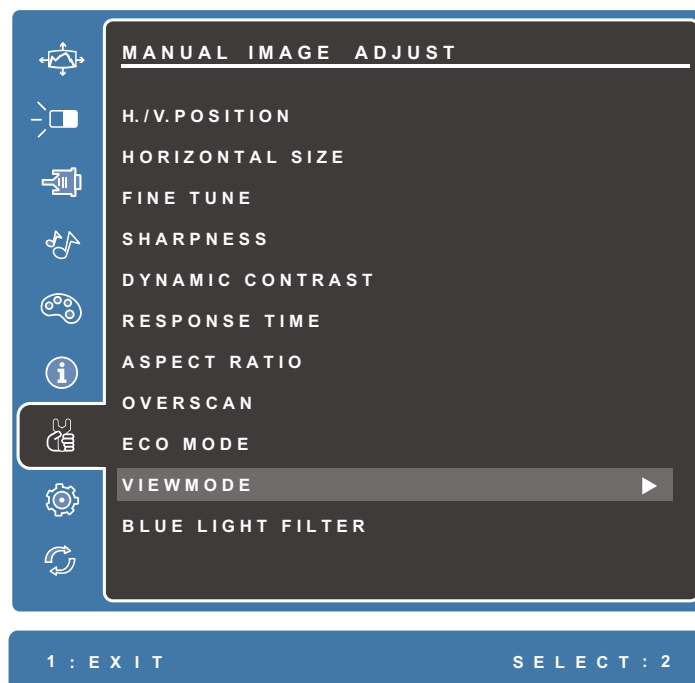 MANUAL IMAGE ADJUST
H./V.POSITION
HORIZONTAL SIZE
FINE TUNE
SHARPNESS
DYNAMIC CONTRAST
RESPONSE TIME
ASPECT RATIO
OVERSCAN
ECO MODE
VIEWMODE
BLUE LIGHT FILTER
1:EXIT SELECT:2